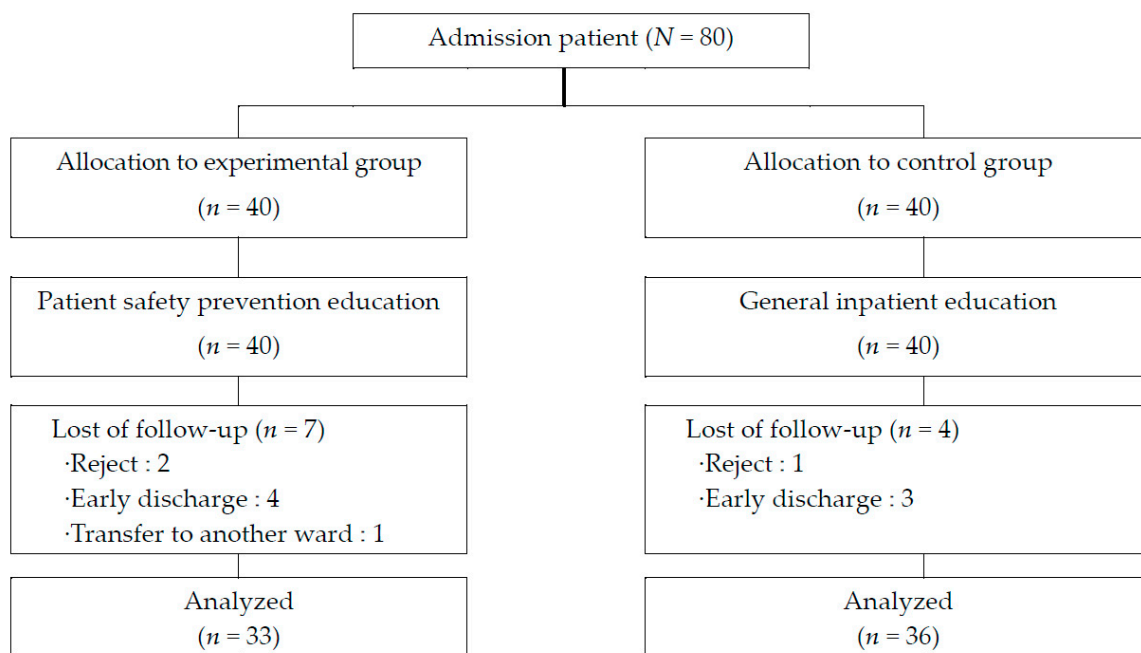 Admission patient (N = 80)
Allocation to experimental group
(n = 40)
Allocation to control group
(n = 40)
Patient safety prevention education
(n = 40)
General inpatient education
(n = 40)
Lost of follow-up (n = 7)
·Reject : 2
·Early discharge : 4
·Transfer to another ward : 1
Lost of follow-up (n = 4)
·Reject : 1
·Early discharge : 3
Analyzed
(n = 33)
Analyzed
(n = 36)